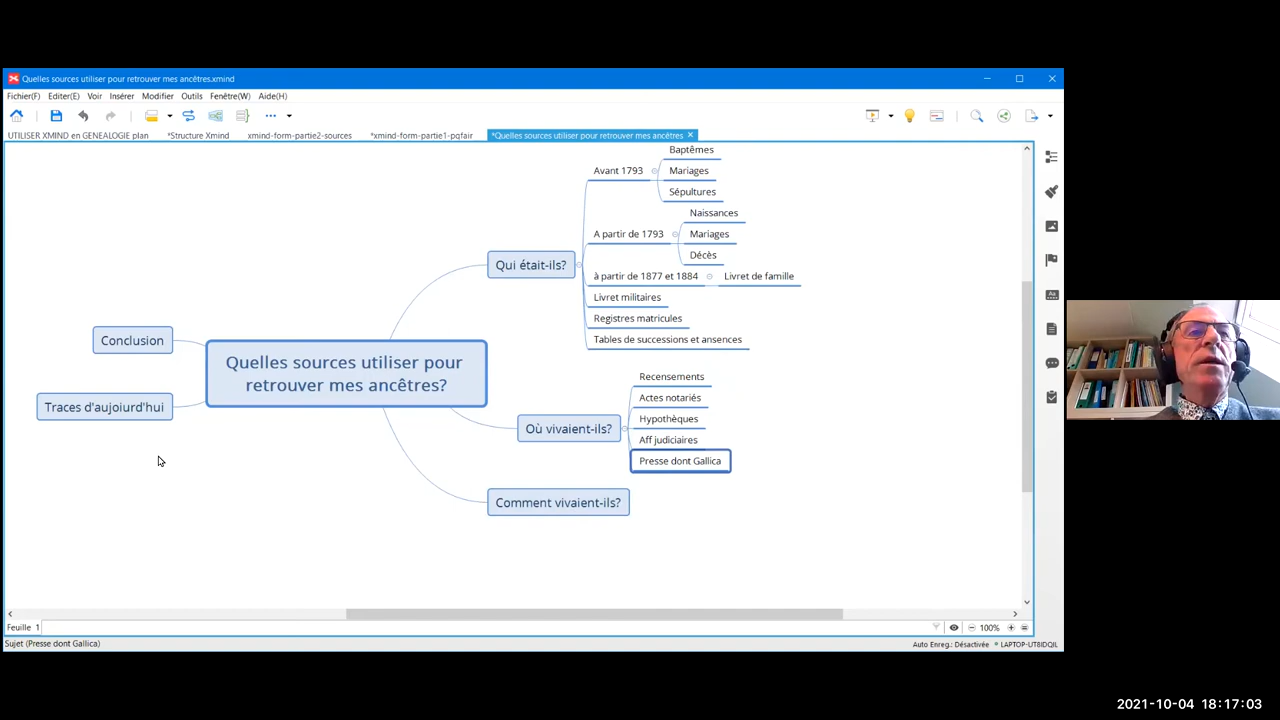 Quelles sources utiliser pour retrouver mes ancêtres.xmind
Fichier(F) Editer(E) Voir Insérer Modifier Outils Fenêtre(W) Aide(H)
UTILISER XMIND en GENEALOGIE plan *Structure Xmind xmind-form-partie2-sources *xmind-form-partie1-pgfair *Quelles sources utiliser pour retrouver mes ancêtres
Baptêmes
Avant 1793
Mariages
Sépultures
Naissances
A partir de 1793
Mariages
Décès
Qui était-ils?
à partir de 1877 et 1884
Livret de famille
Livret militaires
Registres matricules
Tables de successions et ansences
Conclusion
Quelles sources utiliser pour
retrouver mes ancêtres?
Traces d'aujoiurd'hui
Recensements
Actes notariés
Hypothèques
Où vivaient-ils?
Aff judiciaires
Presse dont Gallica
Comment vivaient-ils?
Feuille 1
100%
Sujet (Presse dont Gallica)
Auto Enreg.: Désactivée * LAPTOP-UT8IDQIL
2021-10-04 18:17:03